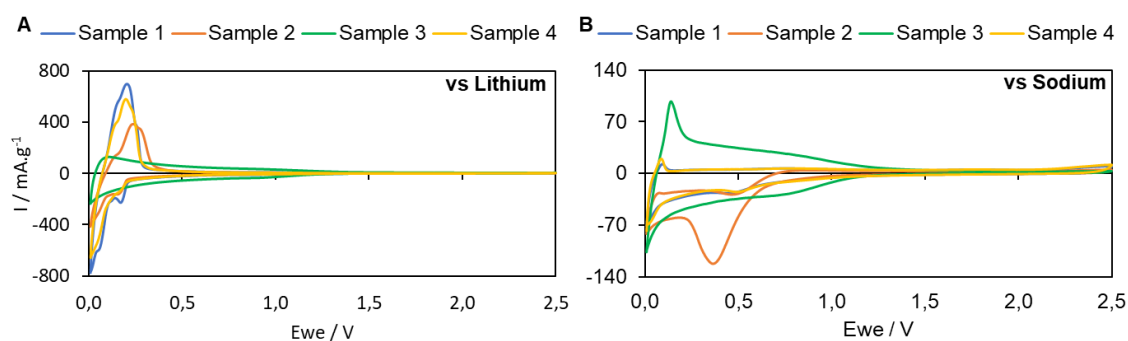 A
Sample 1 Sample 2 Sample 3 Sample 4
vs Lithium
800
400
0
-400
-800
I / mA.g-1
0,0 0,5 1,0 1,5 2,0 2,5
Ewe / V
B
Sample 1 Sample 2 Sample 3 Sample 4
vs Sodium
140
70
0
-70
-140
0,0 0,5 1,0 1,5 2,0 2,5
Ewe / V